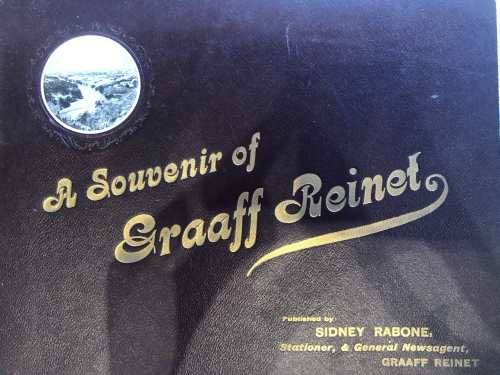 A Souvenir of
Graaff Reinet
Published by:
SIDNEY RABONE,
Stationer, & General Newsagent,
GRAAFF REINET